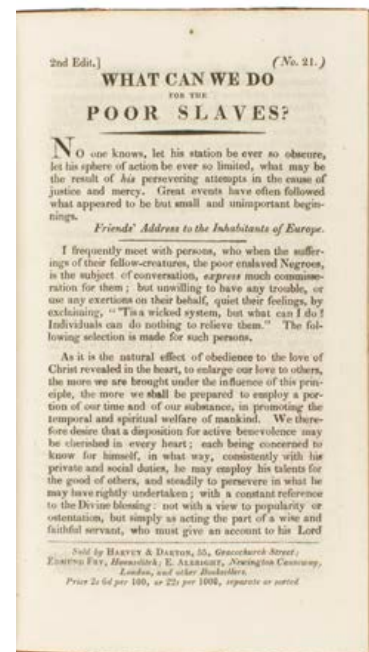 2nd Edit.] (No. 21.)
WHAT CAN WE DO
FOR THE
POOR SLAVES?
NO one knows, let his station be ever so obscure,
let his sphere of action be ever so limited, what may be
the result of his persevering attempts in the cause of
justice and mercy. Great events have often followed
what appeared to be but small and unimportant begin-
nings.
Friends' Address to the Inhabitants of Europe.
I frequently meet with persons, who when the suffer-
ings of their fellow-creatures, the poor enslaved Negroes,
is the subject of conversation, express much commise-
ration for them; but unwilling to have any trouble, or
use any exertions on their behalf, quiet their feelings, by
exclaiming, "'Tis a wicked system, but what can I do?
Individuals can do nothing to relieve them." The fol-
lowing selection is made for such persons.
As it is the natural effect of obedience to the love of
Christ revealed in the heart, to enlarge our love to others,
the more we are brought under the influence of this prin-
ciple, the more we shall be prepared to employ a por-
tion of our time and of our substance, in promoting the
temporal and spiritual welfare of mankind. We there-
fore desire that a disposition for active benevolence may
be cherished in every heart; each being concerned to
know for himself, in what way, consistently with his
private and social duties, he may employ his talents for
the good of others, and steadily to persevere in what he
may have rightly undertaken; with a constant reference
to the Divine blessing: not with a view to popularity or
ostentation, but simply as acting the part of a wise and
faithful servant, who must give an account to his Lord
Sold by HARVEY & DARTON, 55, Gracechurch Street;
EDMUND FRY, Houndsditch; E. ALBRIGHT, Newington Causeway,
London, and other Booksellers.
Price 2s 6d per 100, or 22s per 1000, separate or sorted